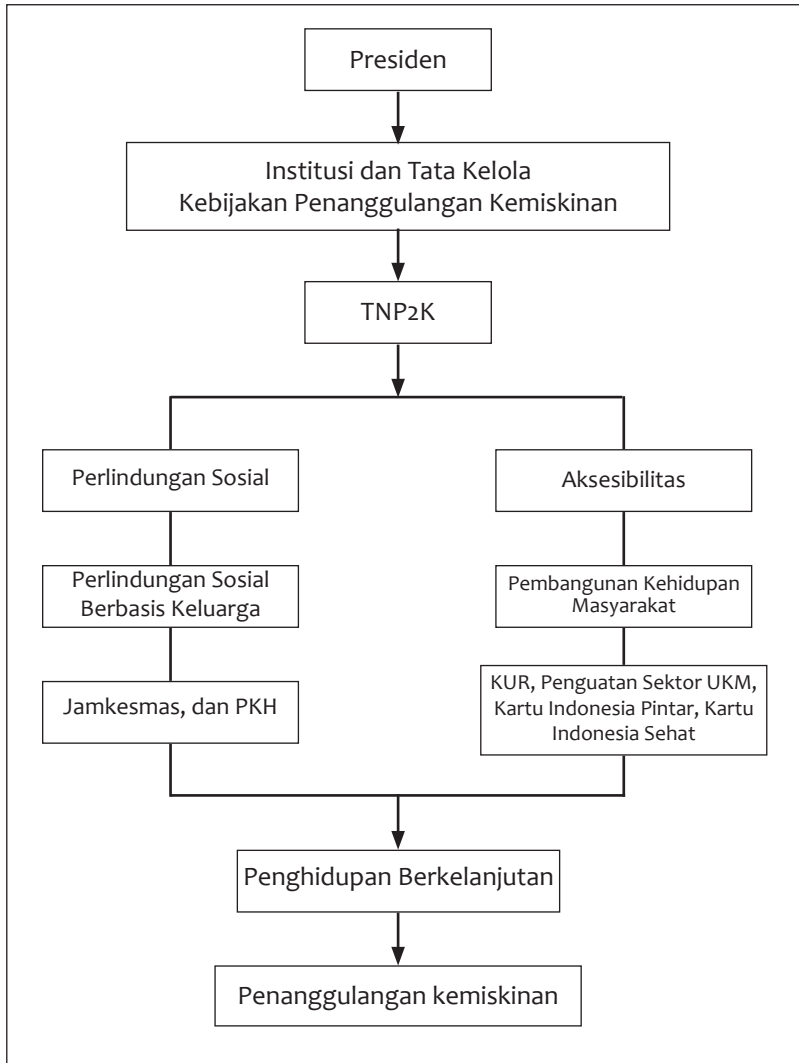 Presiden
Institusi dan Tata Kelola
Kebijakan Penanggulangan Kemiskinan
TNP2K
Perlindungan Sosial
Aksesibilitas
Perlindungan Sosial
Berbasis Keluarga
Pembangunan Kehidupan
Masyarakat
Jamkesmas, dan PKH
KUR, Penguatan Sektor UKM,
Kartu Indonesia Pintar, Kartu
Indonesia Sehat
Penghidupan Berkelanjutan
Penanggulangan kemiskinan